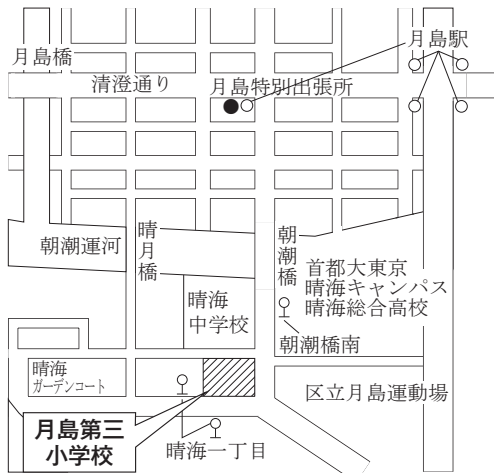 月島橋
月島駅
清澄通り
月島特別出張所
朝潮運河
晴月橋
朝潮橋
首都大東京
晴海キャンパス
晴海総合高校
晴海
中学校
朝潮橋南
晴海
ガーデンコート
区立月島運動場
月島第三
小学校
晴海一丁目